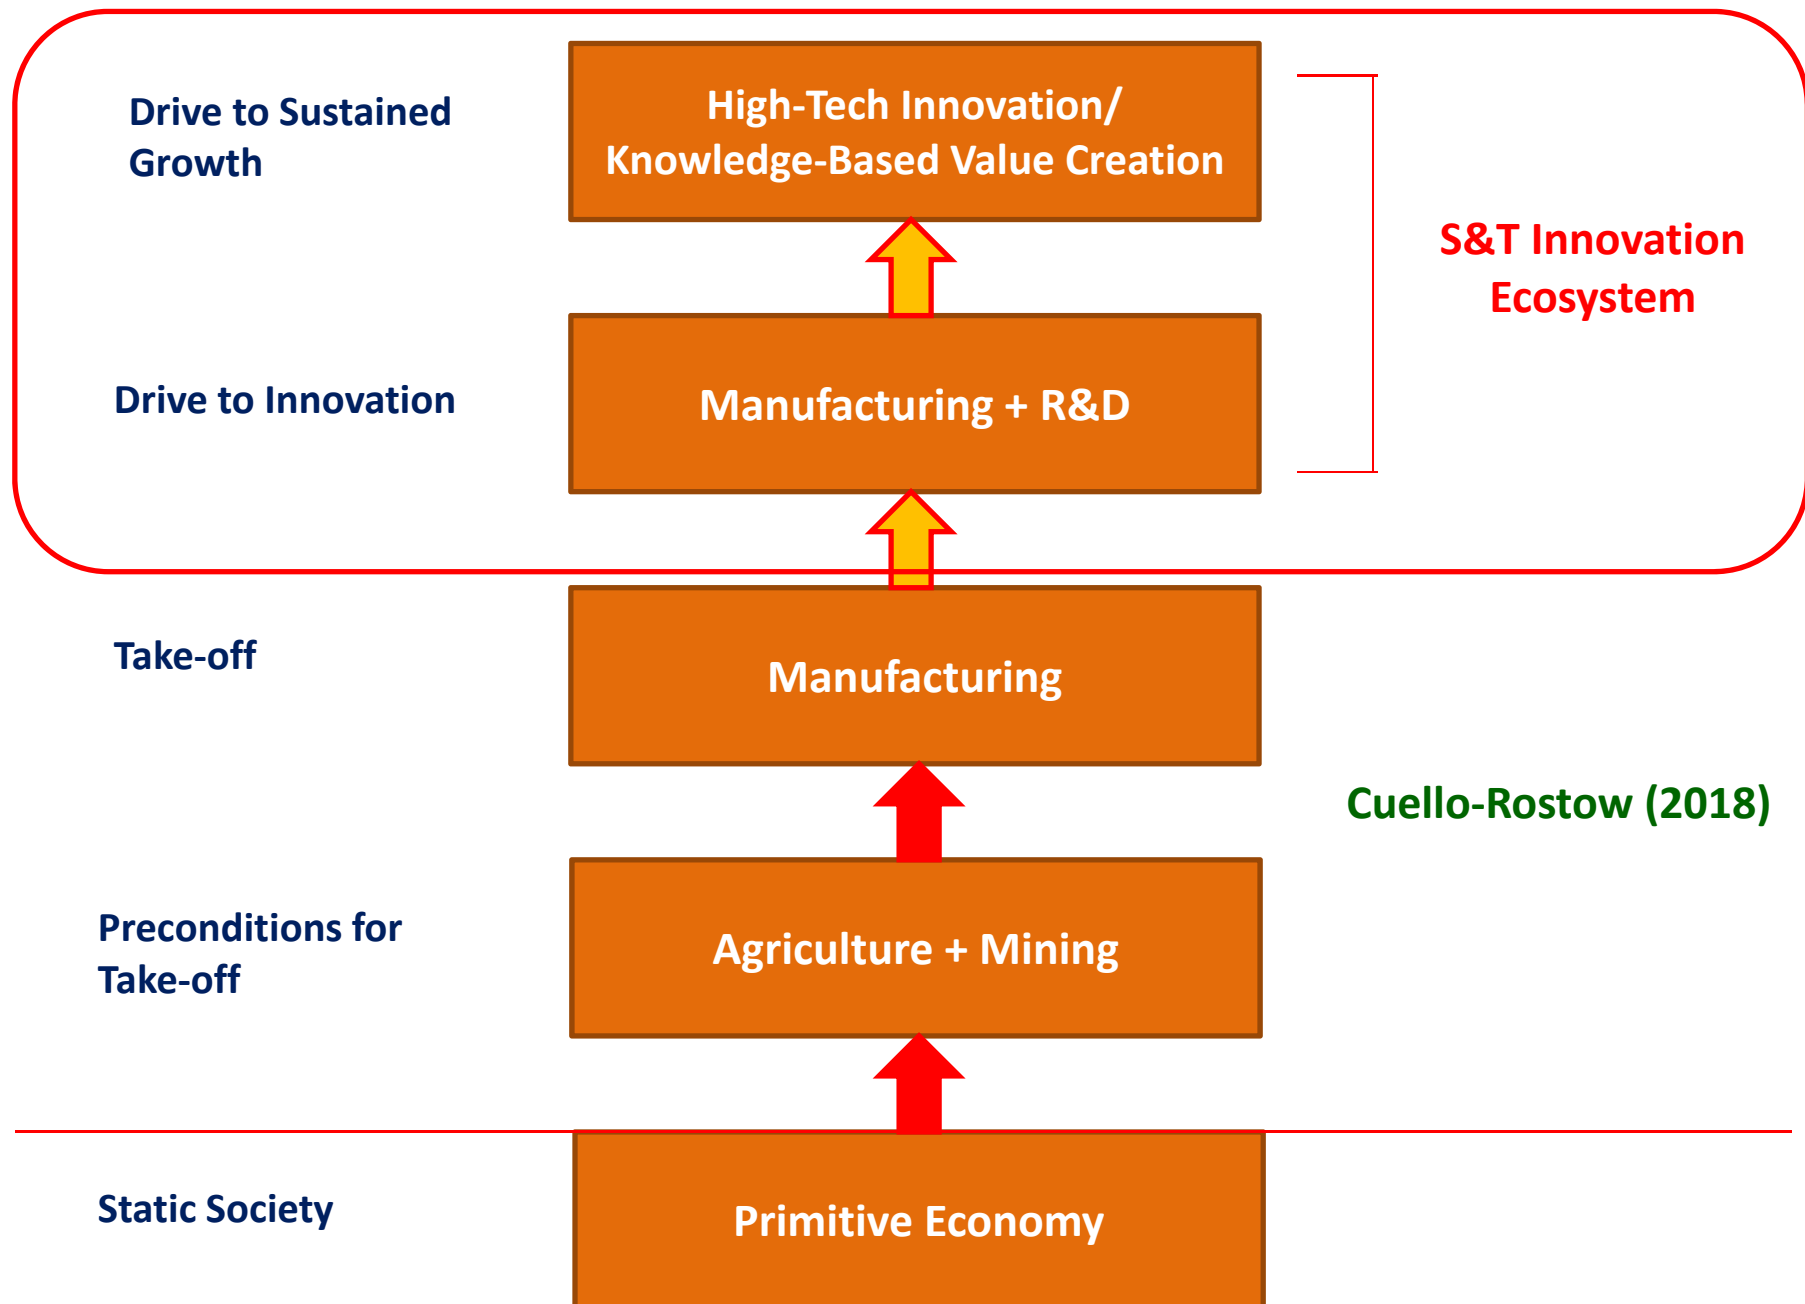 Drive to Sustained
Growth
High-Tech Innovation/
Knowledge-Based Value Creation
S&T Innovation
Ecosystem
Drive to Innovation
Manufacturing + R&D
Take-off
Manufacturing
Cuello-Rostow (2018)
Preconditions for
Take-off
Agriculture + Mining
Static Society
Primitive Economy